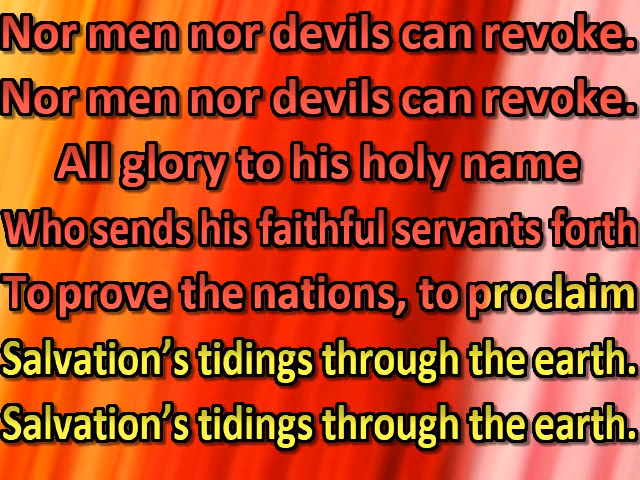 Nor men nor devils can revoke.
Nor men nor devils can revoke.
All glory to his holy name
Who sends his faithful servants forth
To prove the nations, to proclaim
Salvation’s tidings through the earth.
Salvation’s tidings through the earth.